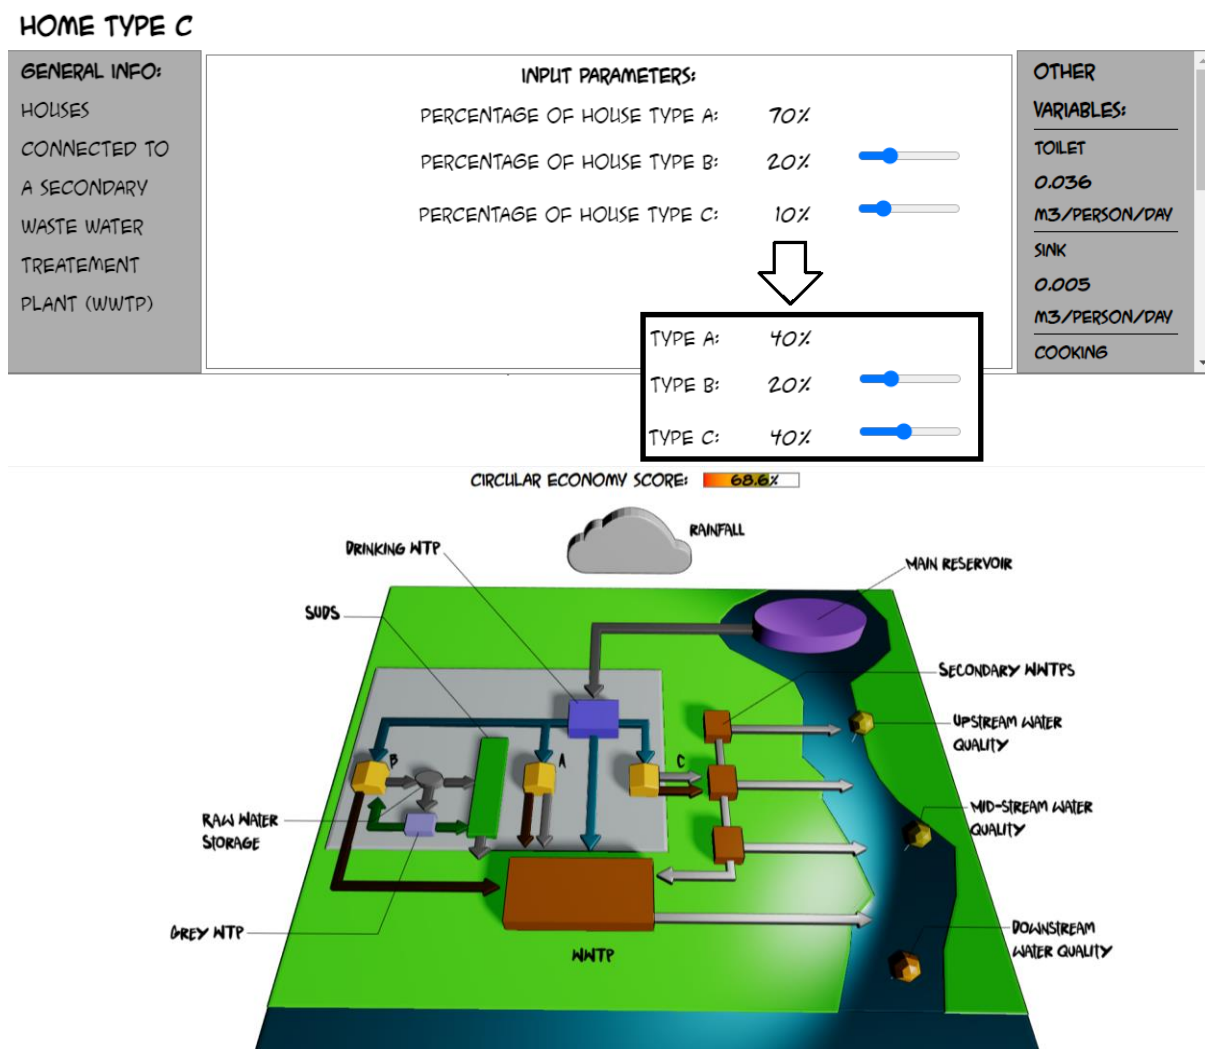 HOME TYPE C
GENERAL INFO:
HOUSES
CONNECTED TO
A SECONDARY
WASTE WATER
TREATEMENT
PLANT (WWTP)
INPUT PARAMETERS:
PERCENTAGE OF HOUSE TYPE A: 70%
PERCENTAGE OF HOUSE TYPE B: 20%
PERCENTAGE OF HOUSE TYPE C: 10%
TYPE A: 40%
TYPE B: 20%
TYPE C: 40%
OTHER
VARIABLES:
TOILET
0.036
M3/PERSON/DAY
SINK
0.005
M3/PERSON/DAY
COOKING
CIRCULAR ECONOMY SCORE: 68.6%
RAINFALL
DRINKING WTP
MAIN RESERVOIR
SUDS
SECONDARY WWTPS
UPSTREAM WATER
QUALITY
B
A
C
RAW WATER
STORAGE
MID-STREAM WATER
QUALITY
GREY WTP
WWTP
DOWNSTREAM
WATER QUALITY